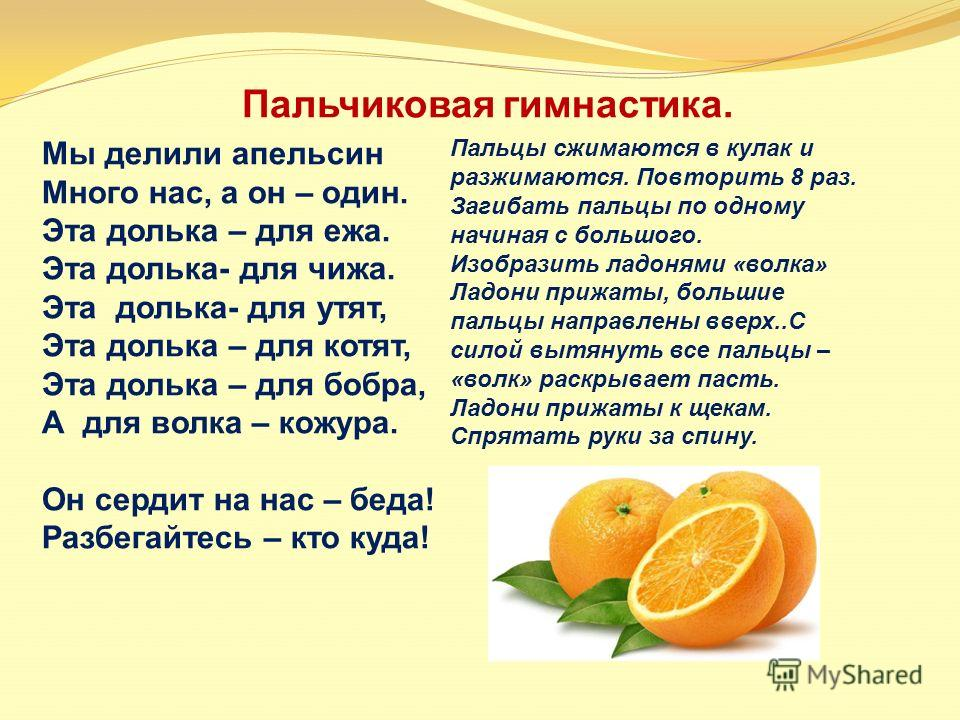 Пальчиковая гимнастика.
Мы делили апельсин
Много нас, а он – один.
Эта долька – для ежа.
Эта долька- для чижа.
Эта  долька- для утят,
Эта долька – для котят,
Эта долька – для бобра,
А  для волка – кожура.
Он сердит на нас – беда!
Разбегайтесь – кто куда!
Пальцы сжимаются в кулак и
разжимаются. Повторить 8 раз.
Загибать пальцы по одному
начиная с большого.
Изобразить ладонями «волка»
Ладони прижаты, большие
пальцы направлены вверх..С
силой вытянуть все пальцы –
«волк» раскрывает пасть.
Ладони прижаты к щекам.
Спрятать руки за спину.
MyShared